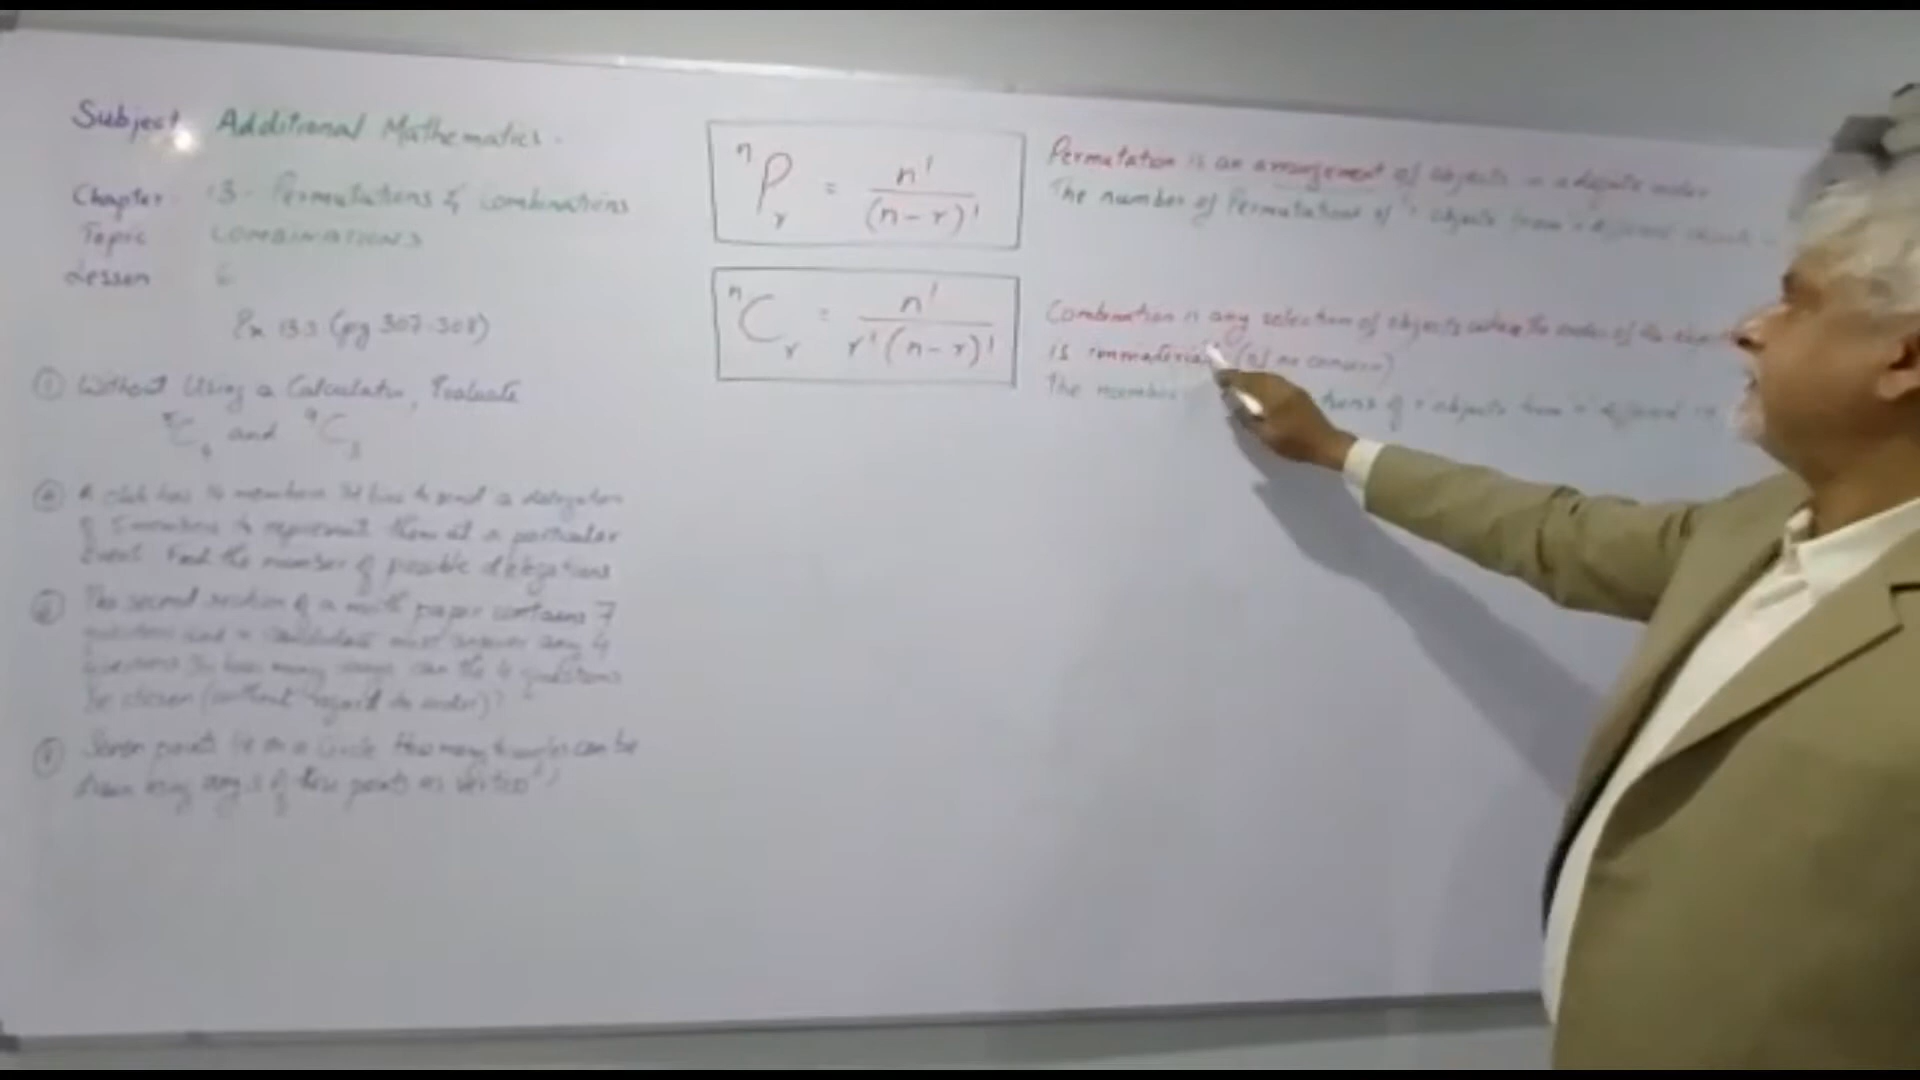 Subject Additional Mathematics.
Chapter 13 - Permutations & combinations
Topic COMBINATIONS
Lesson
Ex 13.3 (pg 307-308)
① Without Using a Calculator, Evaluate
C₄ and ⁹C₃
A club has members It has to send a delegation
of 5 members to represent them at a particular
Event. Find the number of possible delegations
The second section of a math paper contains 7
questions and a candidate must answer any 4
questions In how many ways can the 4 questions
be chosen (without regard to order)?
Seven points lie on a circle How many triangles can be
drawn using any 3 of these points as vertices?
ⁿPᵣ = n! / (n-r)!
ⁿCᵣ = n! / r!(n-r)!
Permutation is an arrangement of objects in a definite order
The number of Permutations of r objects from n different objects
Combination is any selection of objects where the order of the objects
is immaterial (of no concern)
The number of r objects from n different